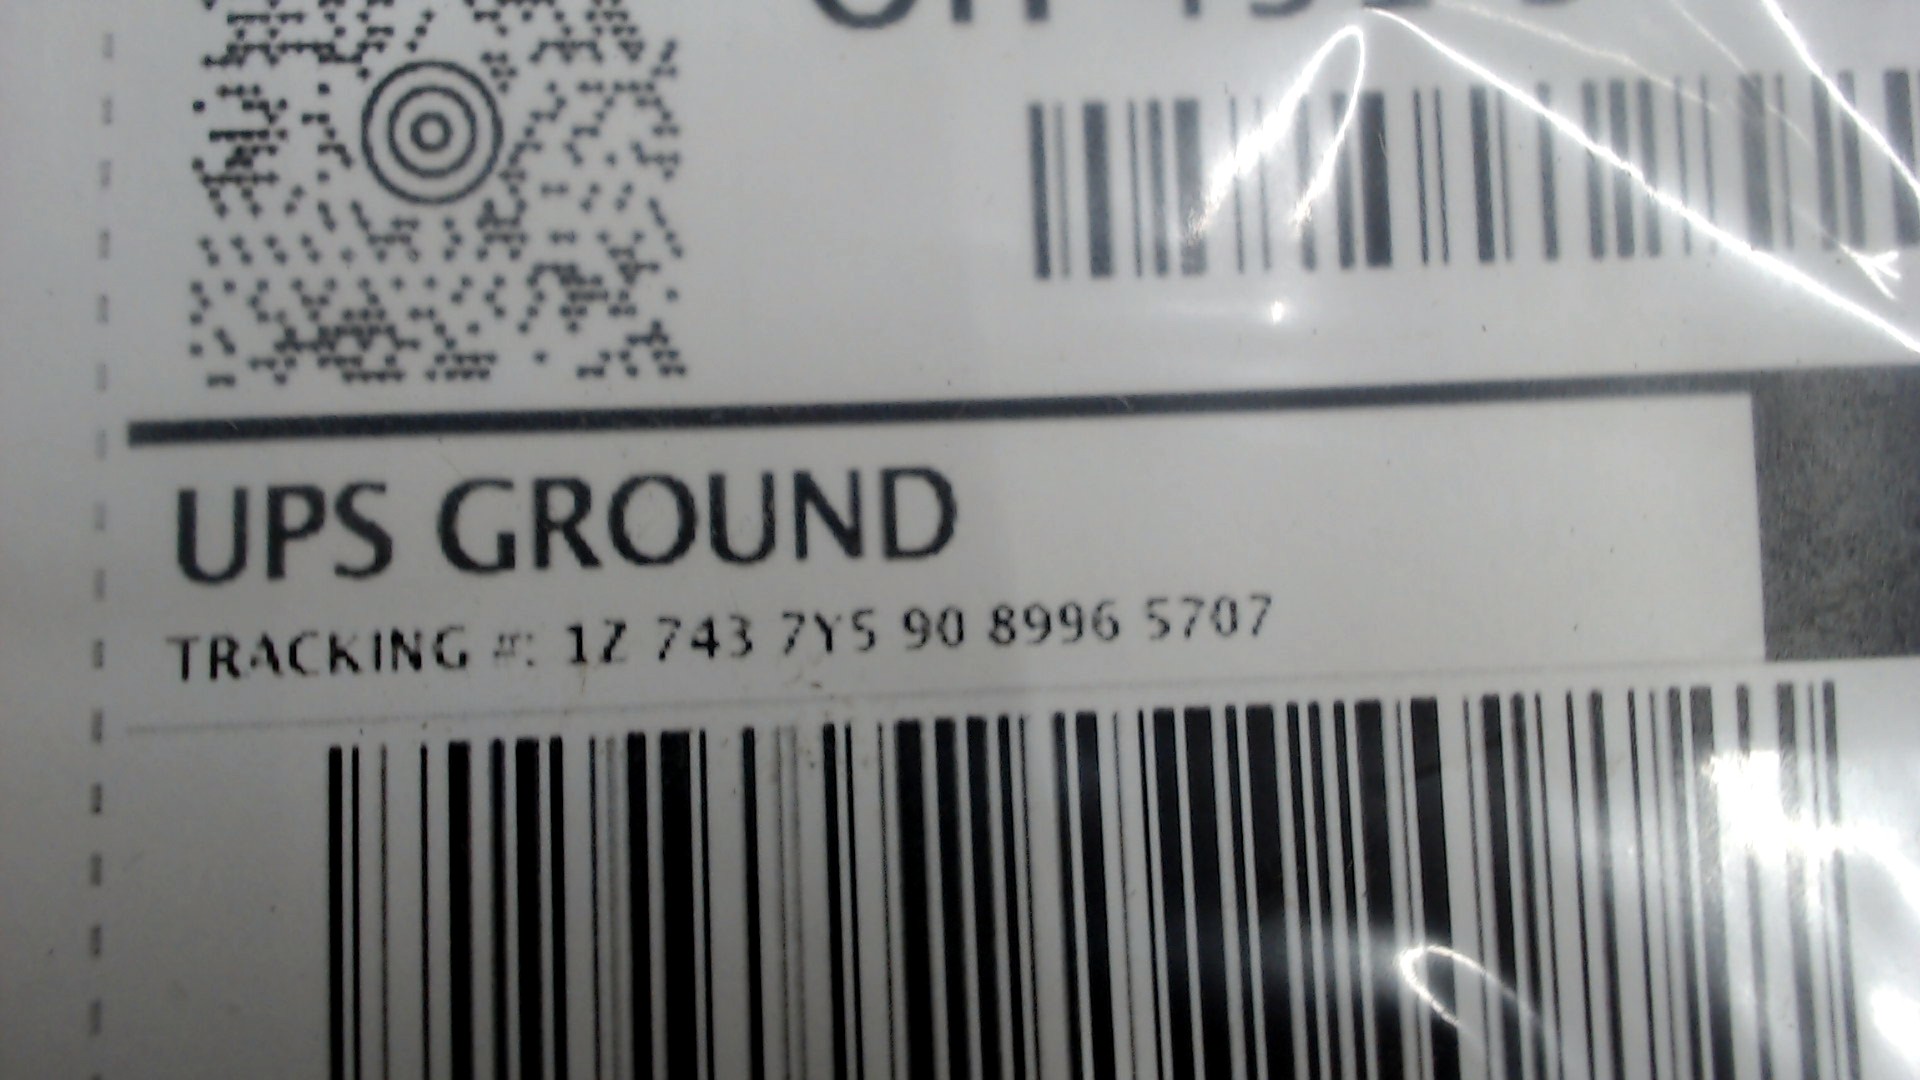 UPS GROUND
TRACKING #: 1Z 743 7Y5 90 8996 5707